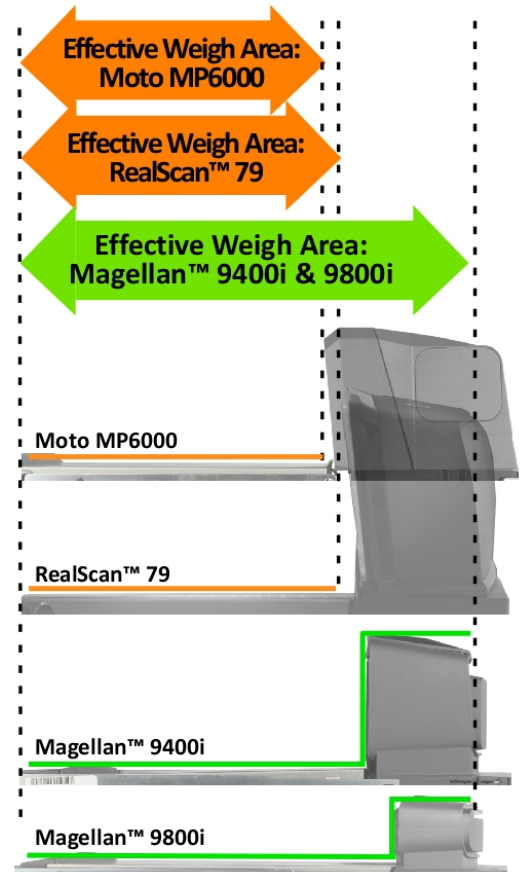 Effective Weigh Area:
Moto MP6000
Effective Weigh Area:
RealScan™ 79
Effective Weigh Area:
Magellan™ 9400i & 9800i
Moto MP6000
RealScan™ 79
Magellan™ 9400i
Magellan™ 9800i